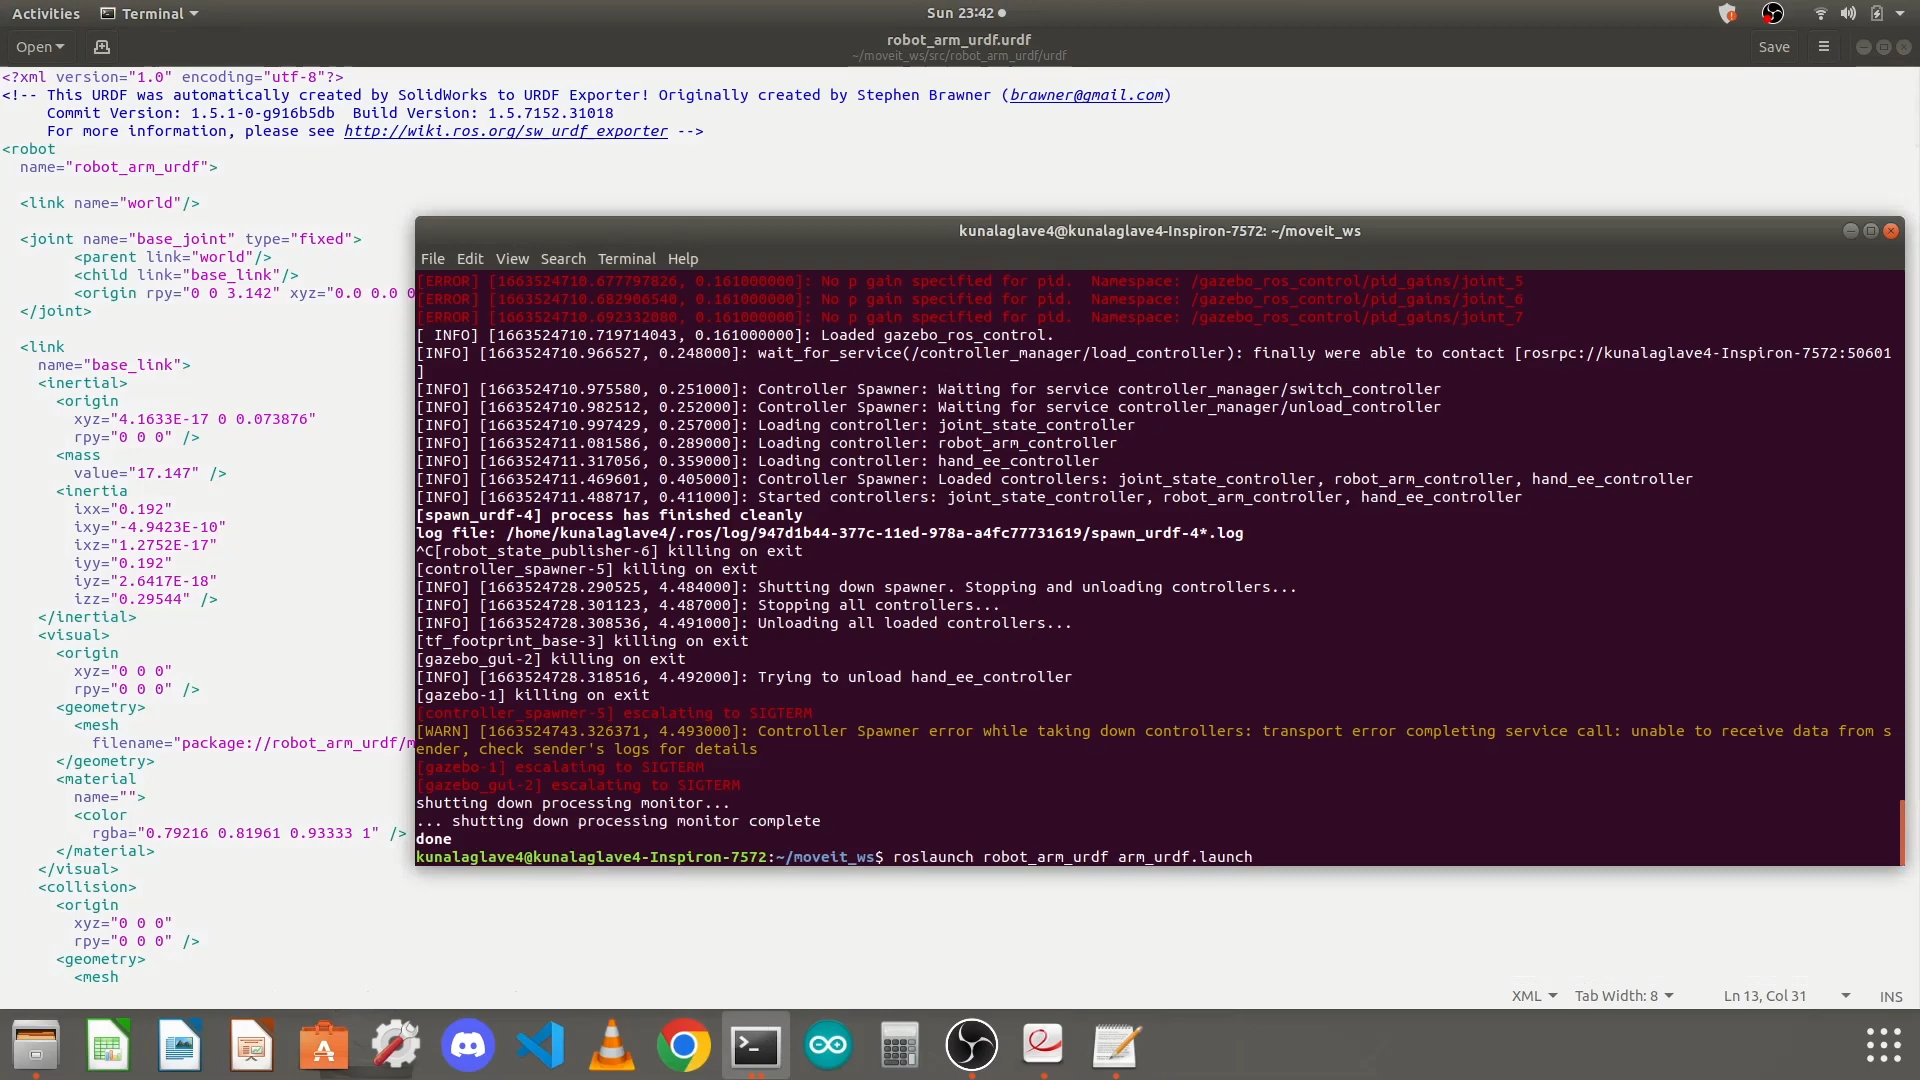 Activities
Terminal
Sun 23:42
Open
robot_arm_urdf.urdf
~/moveit_ws/src/robot_arm_urdf/urdf
Save
<?xml version="1.0" encoding="utf-8"?>
<!-- This URDF was automatically created by SolidWorks to URDF Exporter! Originally created by Stephen Brawner (brawner@gmail.com)
Commit Version: 1.5.1-0-g916b5db  Build Version: 1.5.7152.31018
For more information, please see http://wiki.ros.org/sw_urdf_exporter -->
<robot
name="robot_arm_urdf">
<link name="world"/>
<joint name="base_joint" type="fixed">
<parent link="world"/>
<child link="base_link"/>
<origin rpy="0 0 3.142" xyz="0.0 0.0 0
</joint>
<link
name="base_link">
<inertial>
<origin
xyz="4.1633E-17 0 0.073876"
rpy="0 0 0" />
<mass
value="17.147" />
<inertia
ixx="0.192"
ixy="-4.9423E-10"
ixz="1.2752E-17"
iyy="0.192"
iyz="2.6417E-18"
izz="0.29544" />
</inertial>
<visual>
<origin
xyz="0 0 0"
rpy="0 0 0" />
<geometry>
<mesh
filename="package://robot_arm_urdf/m
</geometry>
<material
name="">
<color
rgba="0.79216 0.81961 0.93333 1" />
</material>
</visual>
<collision>
<origin
xyz="0 0 0"
rpy="0 0 0" />
<geometry>
<mesh
kunalaglave4@kunalaglave4-Inspiron-7572: ~/moveit_ws
File Edit View Search Terminal Help
[ERROR] [1663524710.677797826, 0.161000000]: No p gain specified for pid.  Namespace: /gazebo_ros_control/pid_gains/joint_5
[ERROR] [1663524710.682906540, 0.161000000]: No p gain specified for pid.  Namespace: /gazebo_ros_control/pid_gains/joint_6
[ERROR] [1663524710.692332080, 0.161000000]: No p gain specified for pid.  Namespace: /gazebo_ros_control/pid_gains/joint_7
[ INFO] [1663524710.719714043, 0.161000000]: Loaded gazebo_ros_control.
[INFO] [1663524710.966527, 0.248000]: wait_for_service(/controller_manager/load_controller): finally were able to contact [rosrpc://kunalaglave4-Inspiron-7572:50601
]
[INFO] [1663524710.975580, 0.251000]: Controller Spawner: Waiting for service controller_manager/switch_controller
[INFO] [1663524710.982512, 0.252000]: Controller Spawner: Waiting for service controller_manager/unload_controller
[INFO] [1663524710.997429, 0.257000]: Loading controller: joint_state_controller
[INFO] [1663524711.081586, 0.289000]: Loading controller: robot_arm_controller
[INFO] [1663524711.317056, 0.359000]: Loading controller: hand_ee_controller
[INFO] [1663524711.469601, 0.405000]: Controller Spawner: Loaded controllers: joint_state_controller, robot_arm_controller, hand_ee_controller
[INFO] [1663524711.488717, 0.411000]: Started controllers: joint_state_controller, robot_arm_controller, hand_ee_controller
[spawn_urdf-4] process has finished cleanly
log file: /home/kunalaglave4/.ros/log/947d1b44-377c-11ed-978a-a4fc77731619/spawn_urdf-4*.log
^C[robot_state_publisher-6] killing on exit
[controller_spawner-5] killing on exit
[INFO] [1663524728.290525, 4.484000]: Shutting down spawner. Stopping and unloading controllers...
[INFO] [1663524728.301123, 4.487000]: Stopping all controllers...
[INFO] [1663524728.308536, 4.491000]: Unloading all loaded controllers...
[tf_footprint_base-3] killing on exit
[gazebo_gui-2] killing on exit
[INFO] [1663524728.318516, 4.492000]: Trying to unload hand_ee_controller
[gazebo-1] killing on exit
[controller_spawner-5] escalating to SIGTERM
[WARN] [1663524743.326371, 4.493000]: Controller Spawner error while taking down controllers: transport error completing service call: unable to receive data from s
ender, check sender's logs for details
[gazebo-1] escalating to SIGTERM
[gazebo_gui-2] escalating to SIGTERM
shutting down processing monitor...
... shutting down processing monitor complete
done
kunalaglave4@kunalaglave4-Inspiron-7572:~/moveit_ws$ roslaunch robot_arm_urdf arm_urdf.launch
XML
Tab Width: 8
Ln 13, Col 31
INS